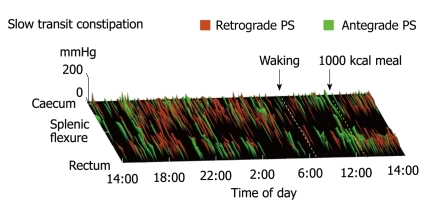 Slow transit constipation
Retrograde PS
Antegrade PS
mmHg
200
0
Waking
1000 kcal meal
Caecum
Splenic
flexure
Rectum
14:00 18:00 22:00 2:00 6:00 12:00 14:00
Time of day